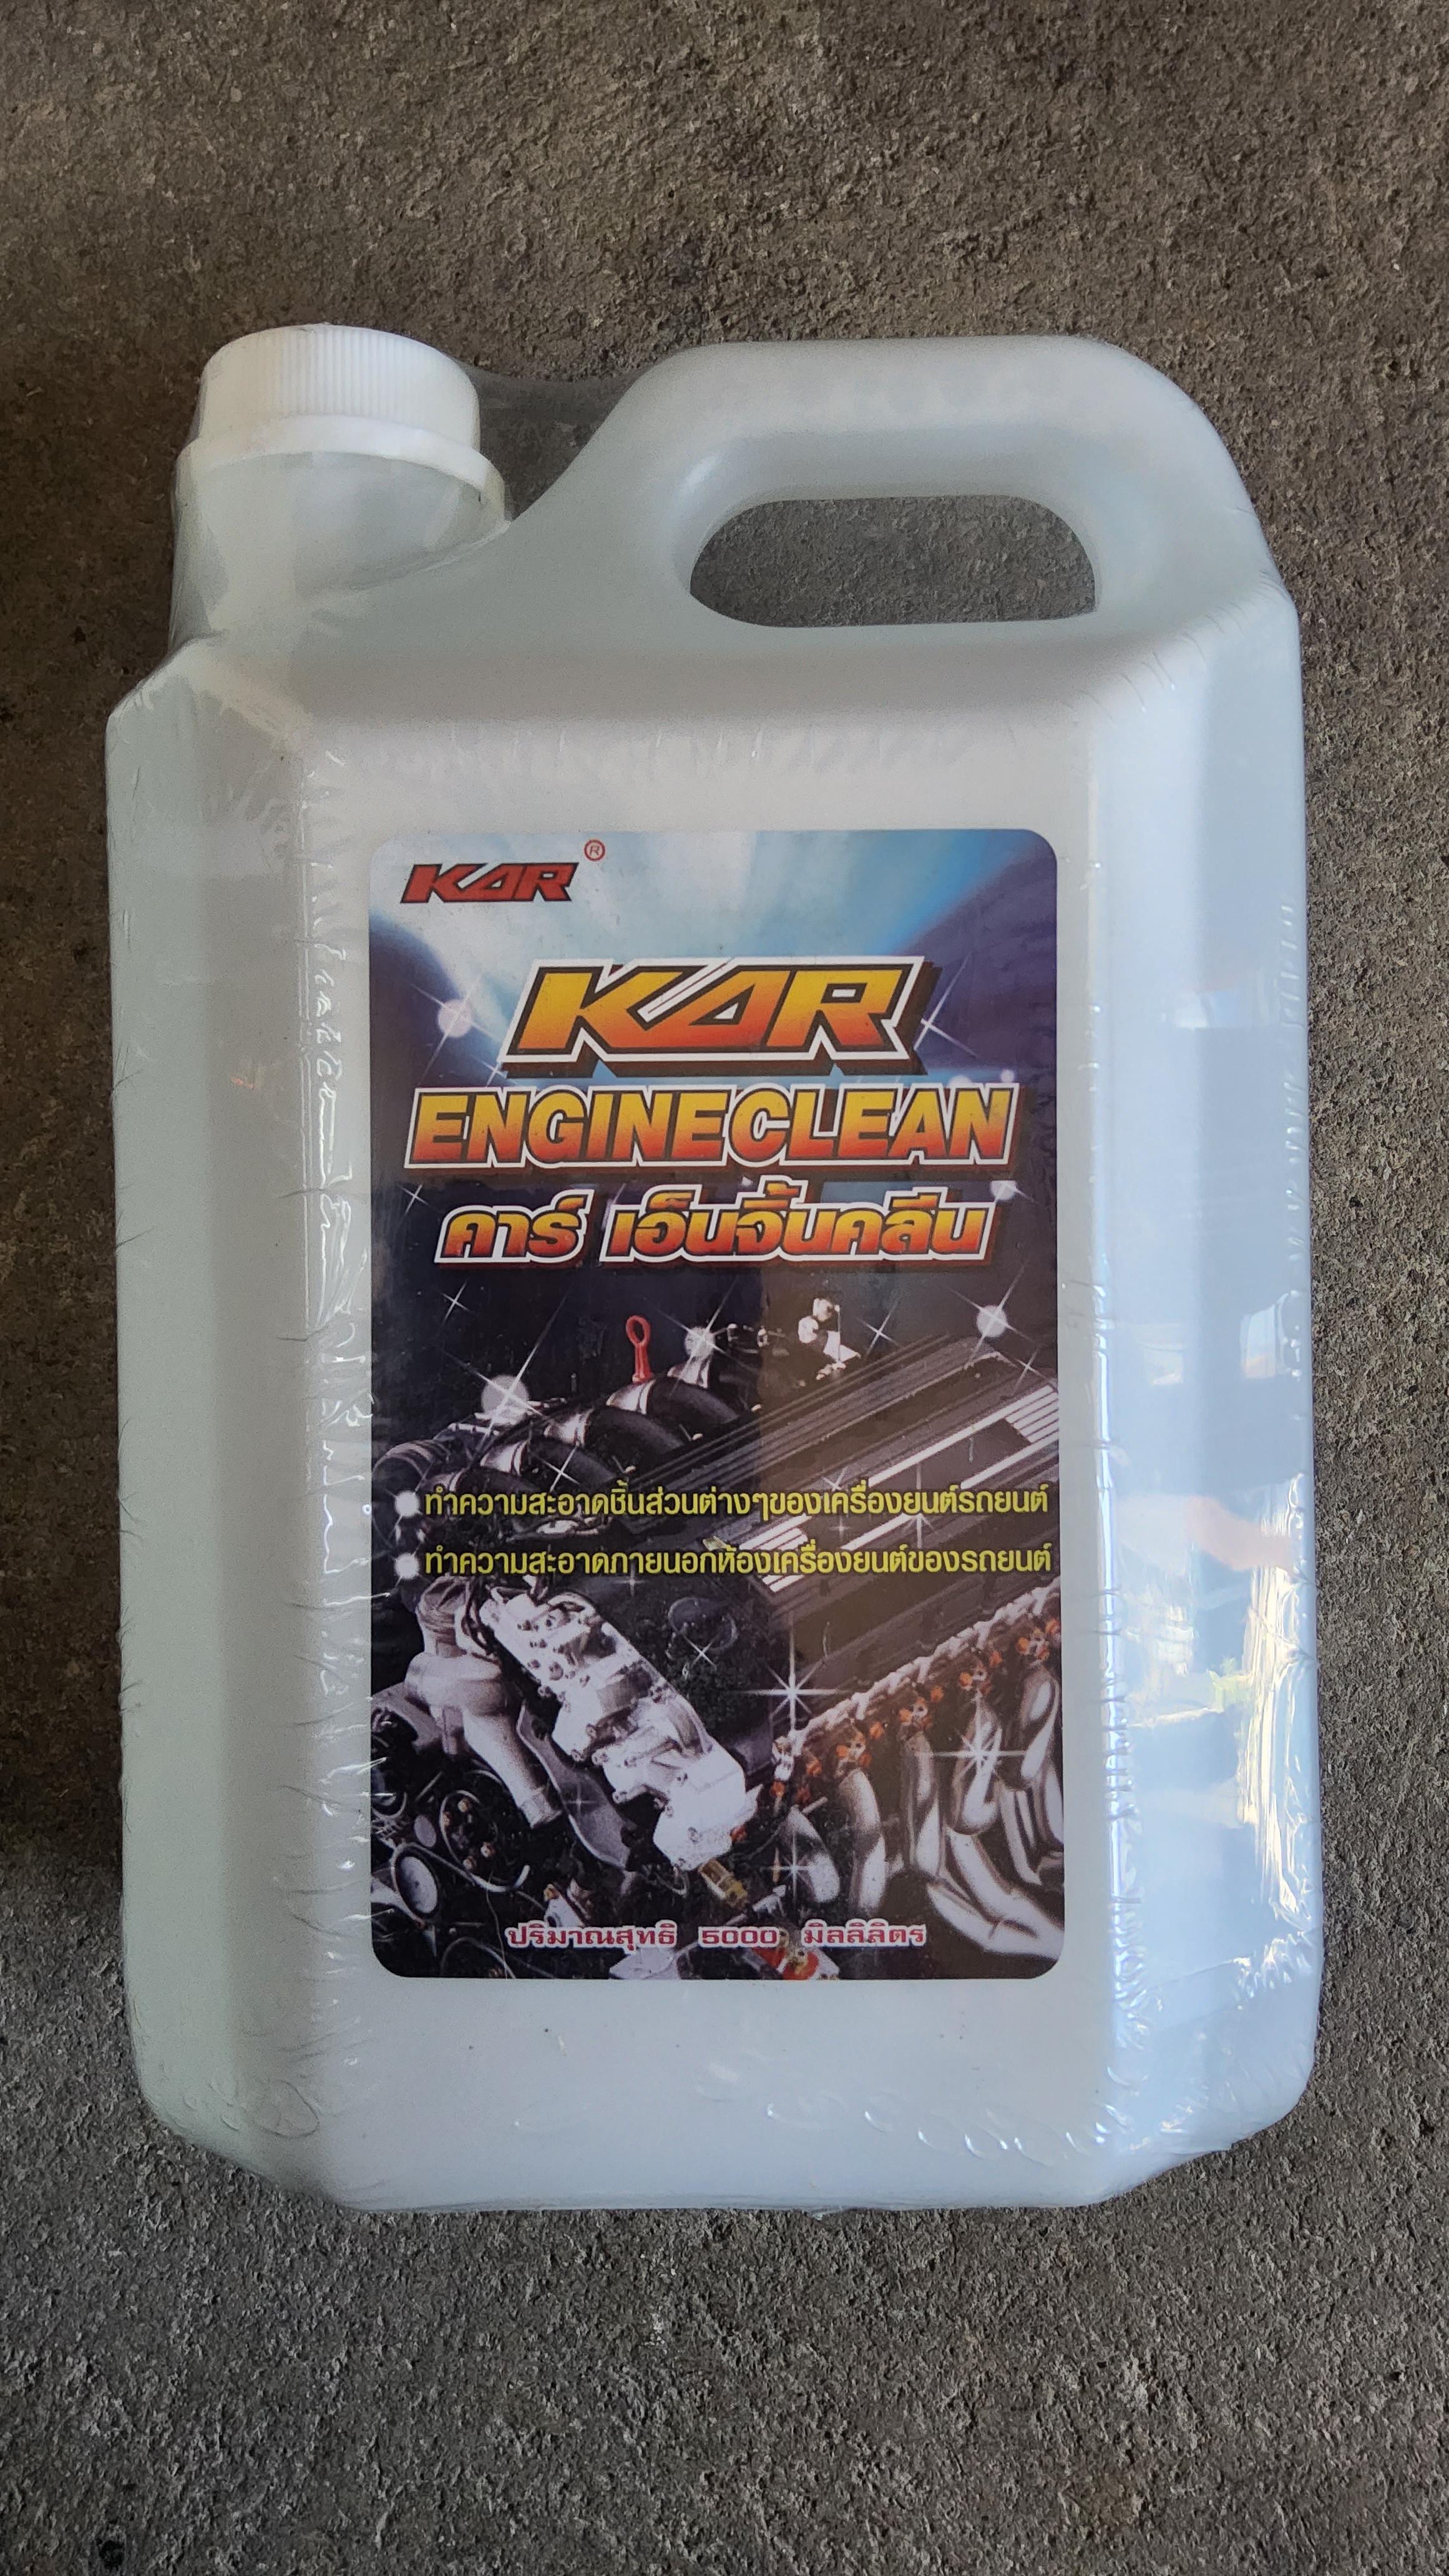 KAR ®
KAR
ENGINECLEAN
คาร์ เอ็นจิ้นคลีน
ทำความสะอาดชิ้นส่วนต่างๆของเครื่องยนต์รถยนต์
ทำความสะอาดภายนอกห้องเครื่องยนต์ของรถยนต์
ปริมาณสุทธิ 5000 มิลลิลิตร